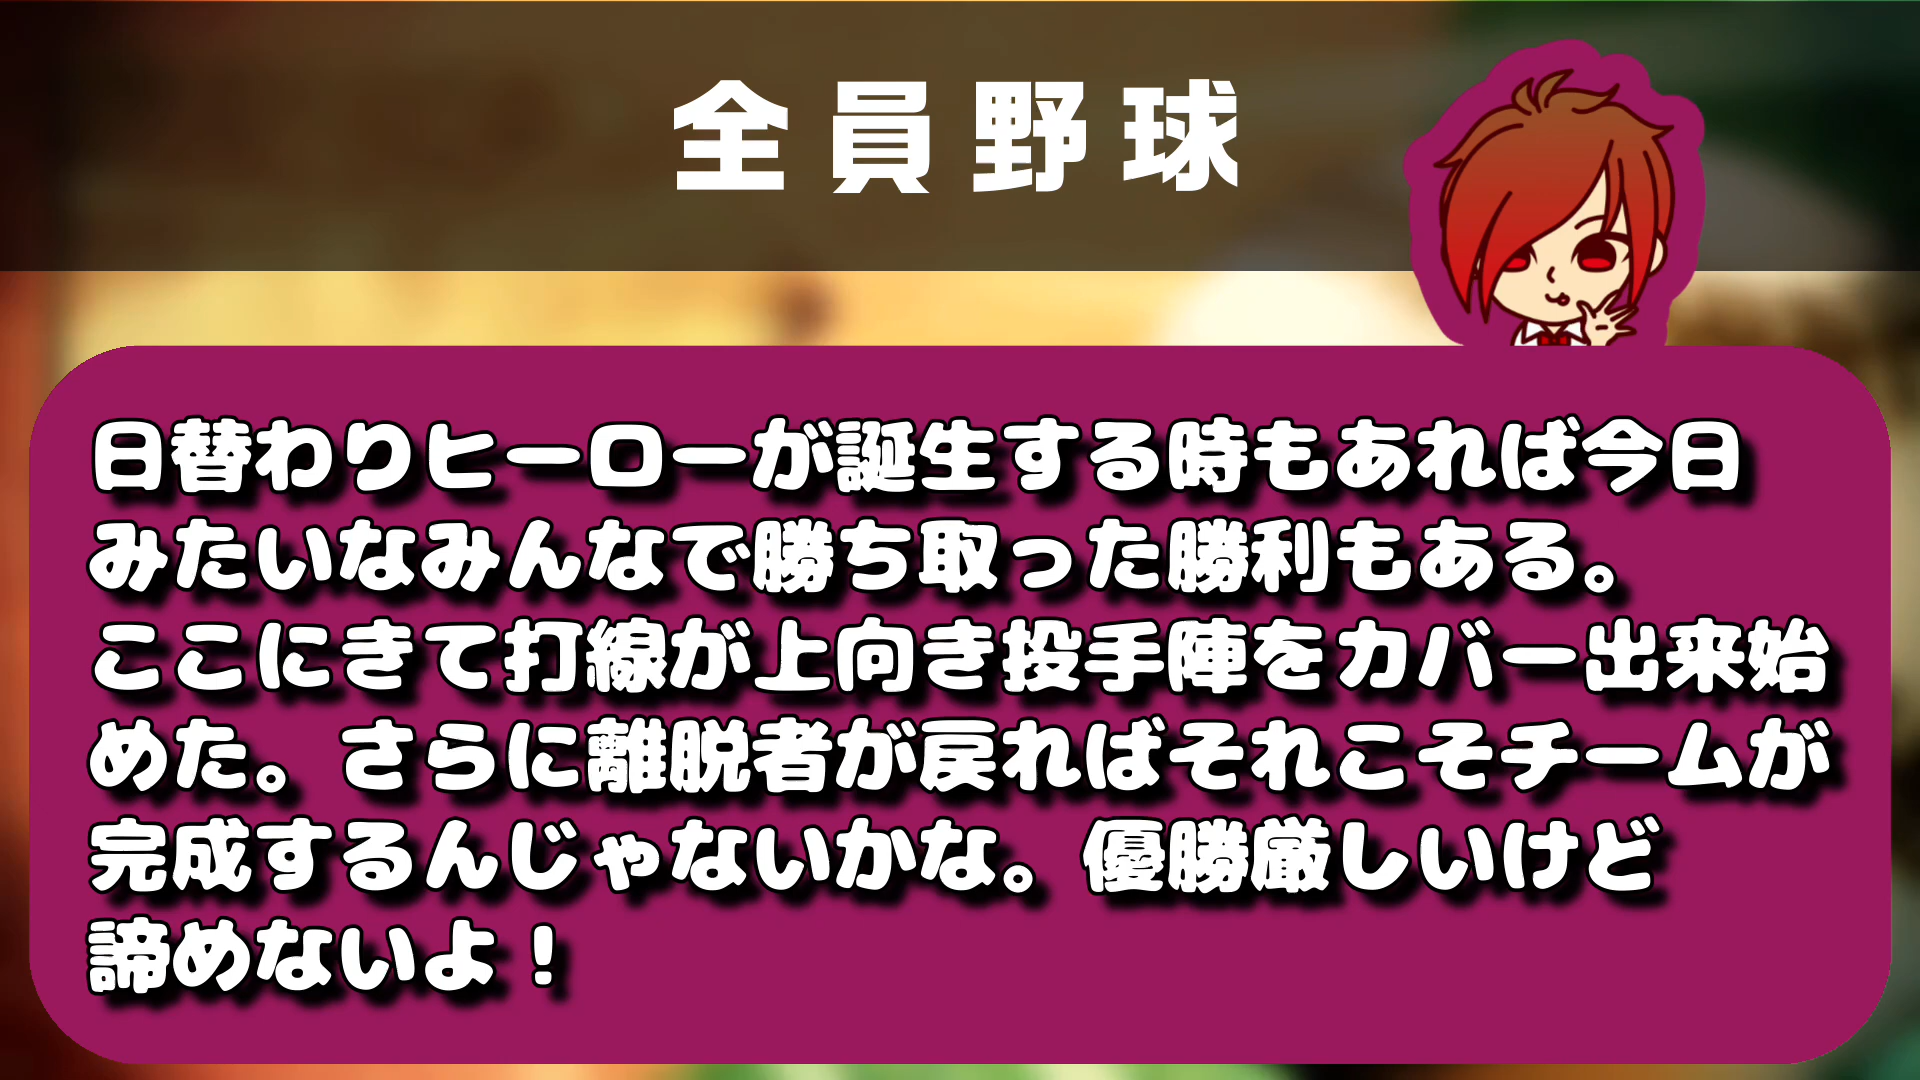 全員野球
日替わりヒーローが誕生する時もあれば今日
みたいなみんなで勝ち取った勝利もある。
ここにきて打線が上向き投手陣をカバー出来始
めた。さらに離脱者が戻ればそれこそチームが
完成するんじゃないかな。優勝厳しいけど
諦めないよ！